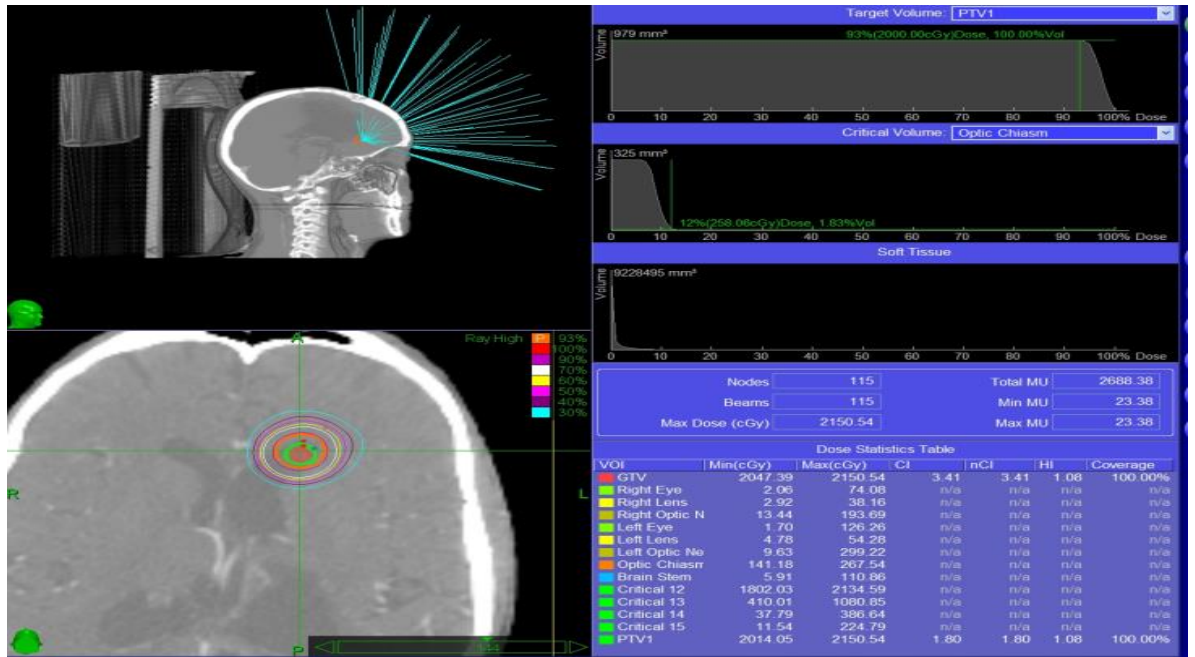 Target Volume: PTV1
Volume
979 mm³
93%(2000.00cGy)Dose, 100.00%Vol
0 10 20 30 40 50 60 70 80 90 100% Dose
Critical Volume: Optic Chiasm
Volume
325 mm³
12%(258.06cGy)Dose, 1.83%Vol
0 10 20 30 40 50 60 70 80 90 100% Dose
Soft Tissue
Volume
9228495 mm³
0 10 20 30 40 50 60 70 80 90 100% Dose
A
Ray High P 93%
100%
90%
70%
60%
50%
40%
30%
R
L
P
144
Nodes 115 Total MU 2688.38
Beams 115 Min MU 23.38
Max Dose (cGy) 2150.54 Max MU 23.38
Dose Statistics Table
VOI Min(cGy) Max(cGy) CI nCI HI Coverage
GTV 2047.39 2150.54 3.41 3.41 1.08 100.00%
Right Eye 2.06 74.08 n/a n/a n/a n/a
Right Lens 2.92 38.16 n/a n/a n/a n/a
Right Optic N 13.44 193.69 n/a n/a n/a n/a
Left Eye 1.70 126.26 n/a n/a n/a n/a
Left Lens 4.78 54.28 n/a n/a n/a n/a
Left Optic Ne 9.63 299.22 n/a n/a n/a n/a
Optic Chiasm 141.18 267.54 n/a n/a n/a n/a
Brain Stem 5.91 110.86 n/a n/a n/a n/a
Critical 12 1802.03 2134.59 n/a n/a n/a n/a
Critical 13 410.01 1080.85 n/a n/a n/a n/a
Critical 14 37.79 386.64 n/a n/a n/a n/a
Critical 15 11.54 224.79 n/a n/a n/a n/a
PTV1 2014.05 2150.54 1.80 1.80 1.08 100.00%